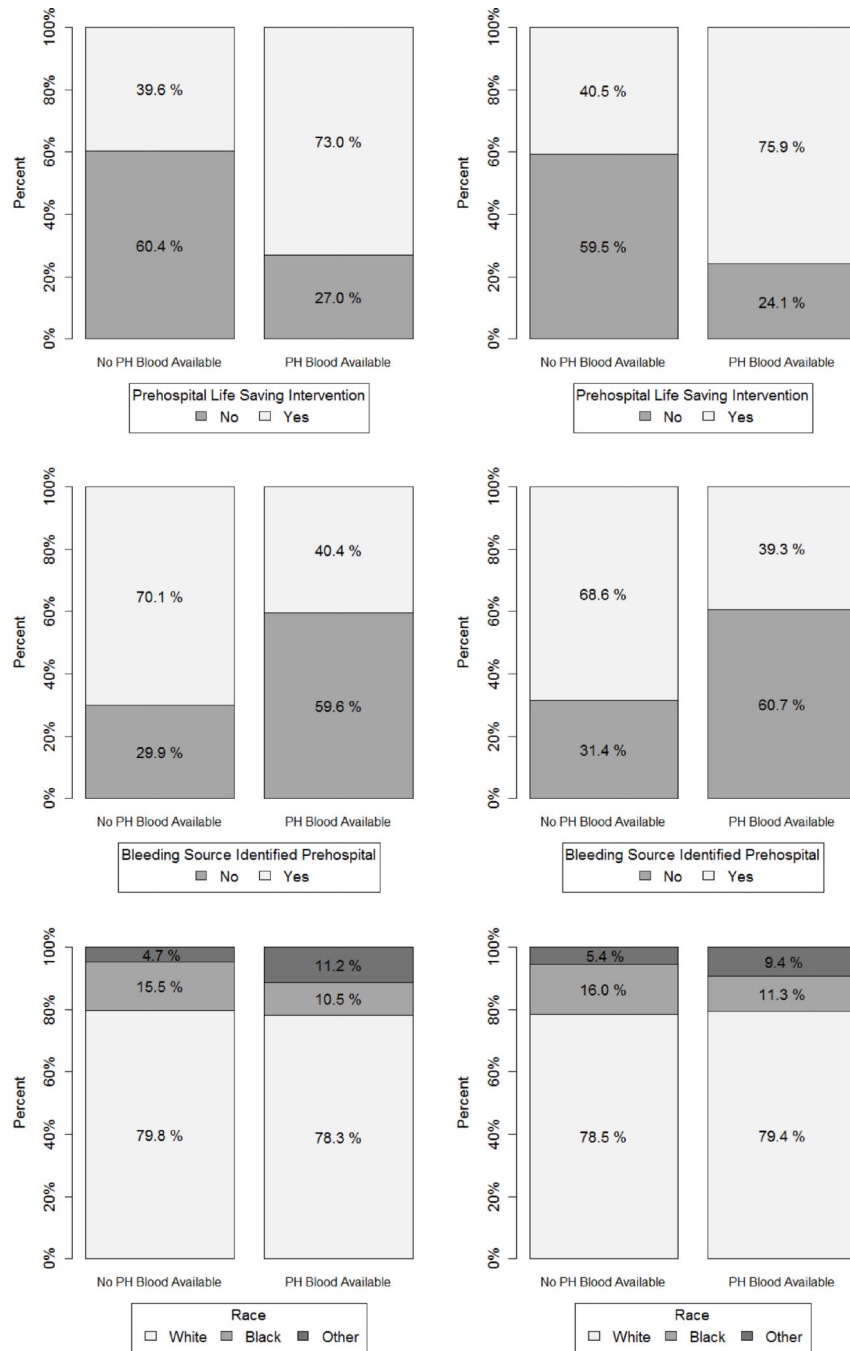 100%
80%
60%
40%
20%
0%
Percent
39.6 %
60.4 %
73.0 %
27.0 %
No PH Blood Available PH Blood Available
Prehospital Life Saving Intervention
No Yes
100%
80%
60%
40%
20%
0%
Percent
40.5 %
59.5 %
75.9 %
24.1 %
No PH Blood Available PH Blood Available
Prehospital Life Saving Intervention
No Yes
100%
80%
60%
40%
20%
0%
Percent
70.1 %
29.9 %
40.4 %
59.6 %
No PH Blood Available PH Blood Available
Bleeding Source Identified Prehospital
No Yes
100%
80%
60%
40%
20%
0%
Percent
68.6 %
31.4 %
39.3 %
60.7 %
No PH Blood Available PH Blood Available
Bleeding Source Identified Prehospital
No Yes
100%
80%
60%
40%
20%
0%
Percent
4.7 %
15.5 %
79.8 %
11.2 %
10.5 %
78.3 %
No PH Blood Available PH Blood Available
Race
White Black Other
100%
80%
60%
40%
20%
0%
Percent
5.4 %
16.0 %
78.5 %
9.4 %
11.3 %
79.4 %
No PH Blood Available PH Blood Available
Race
White Black Other